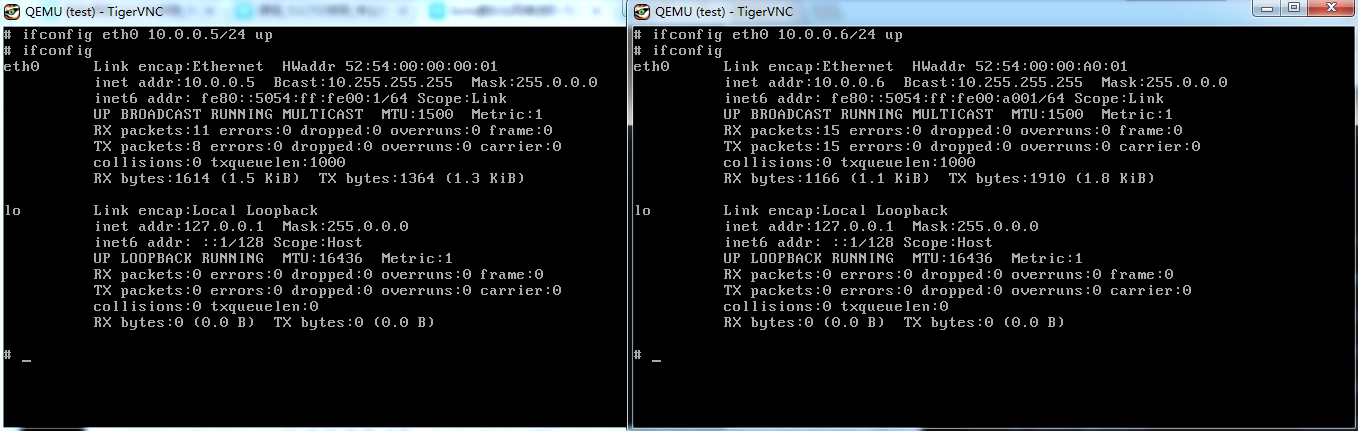 QEMU (test) - TigerVNC
# ifconfig eth0 10.0.0.5/24 up
# ifconfig
eth0      Link encap:Ethernet  HWaddr 52:54:00:00:00:01
          inet addr:10.0.0.5  Bcast:10.255.255.255  Mask:255.0.0.0
          inet6 addr: fe80::5054:ff:fe00:1/64 Scope:Link
          UP BROADCAST RUNNING MULTICAST  MTU:1500  Metric:1
          RX packets:11 errors:0 dropped:0 overruns:0 frame:0
          TX packets:8 errors:0 dropped:0 overruns:0 carrier:0
          collisions:0 txqueuelen:1000
          RX bytes:1614 (1.5 KiB)  TX bytes:1364 (1.3 KiB)
lo        Link encap:Local Loopback
          inet addr:127.0.0.1  Mask:255.0.0.0
          inet6 addr: ::1/128 Scope:Host
          UP LOOPBACK RUNNING  MTU:16436  Metric:1
          RX packets:0 errors:0 dropped:0 overruns:0 frame:0
          TX packets:0 errors:0 dropped:0 overruns:0 carrier:0
          collisions:0 txqueuelen:0
          RX bytes:0 (0.0 B)  TX bytes:0 (0.0 B)
# _
QEMU (test) - TigerVNC
# ifconfig eth0 10.0.0.6/24 up
# ifconfig
eth0      Link encap:Ethernet  HWaddr 52:54:00:00:A0:01
          inet addr:10.0.0.6  Bcast:10.255.255.255  Mask:255.0.0.0
          inet6 addr: fe80::5054:ff:fe00:a001/64 Scope:Link
          UP BROADCAST RUNNING MULTICAST  MTU:1500  Metric:1
          RX packets:15 errors:0 dropped:0 overruns:0 frame:0
          TX packets:15 errors:0 dropped:0 overruns:0 carrier:0
          collisions:0 txqueuelen:1000
          RX bytes:1166 (1.1 KiB)  TX bytes:1910 (1.8 KiB)
lo        Link encap:Local Loopback
          inet addr:127.0.0.1  Mask:255.0.0.0
          inet6 addr: ::1/128 Scope:Host
          UP LOOPBACK RUNNING  MTU:16436  Metric:1
          RX packets:0 errors:0 dropped:0 overruns:0 frame:0
          TX packets:0 errors:0 dropped:0 overruns:0 carrier:0
          collisions:0 txqueuelen:0
          RX bytes:0 (0.0 B)  TX bytes:0 (0.0 B)
# _